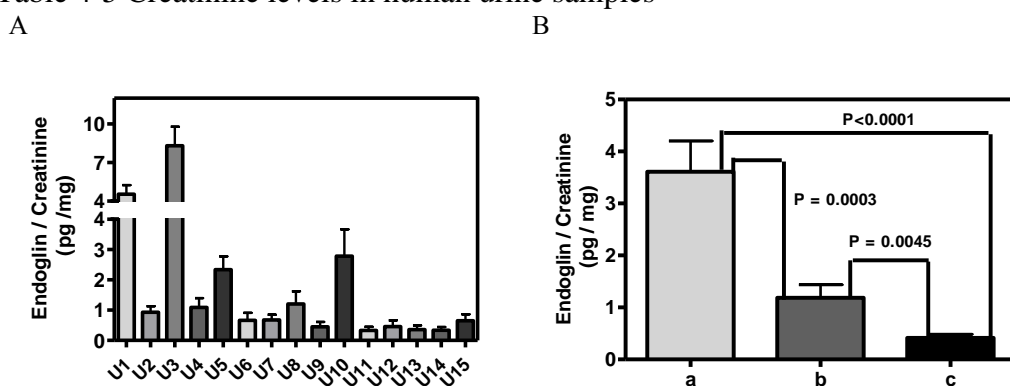 Table 4-3 Creatinine levels in human urine samples
A
B
Endoglin / Creatinine
(pg /mg)
10
7
4
4
3
2
1
0
U1 U2 U3 U4 U5 U6 U7 U8 U9 U10 U11 U12 U13 U14 U15
Endoglin / Creatinine
(pg / mg)
5
4
3
2
1
0
P<0.0001
P = 0.0003
P = 0.0045
a b c